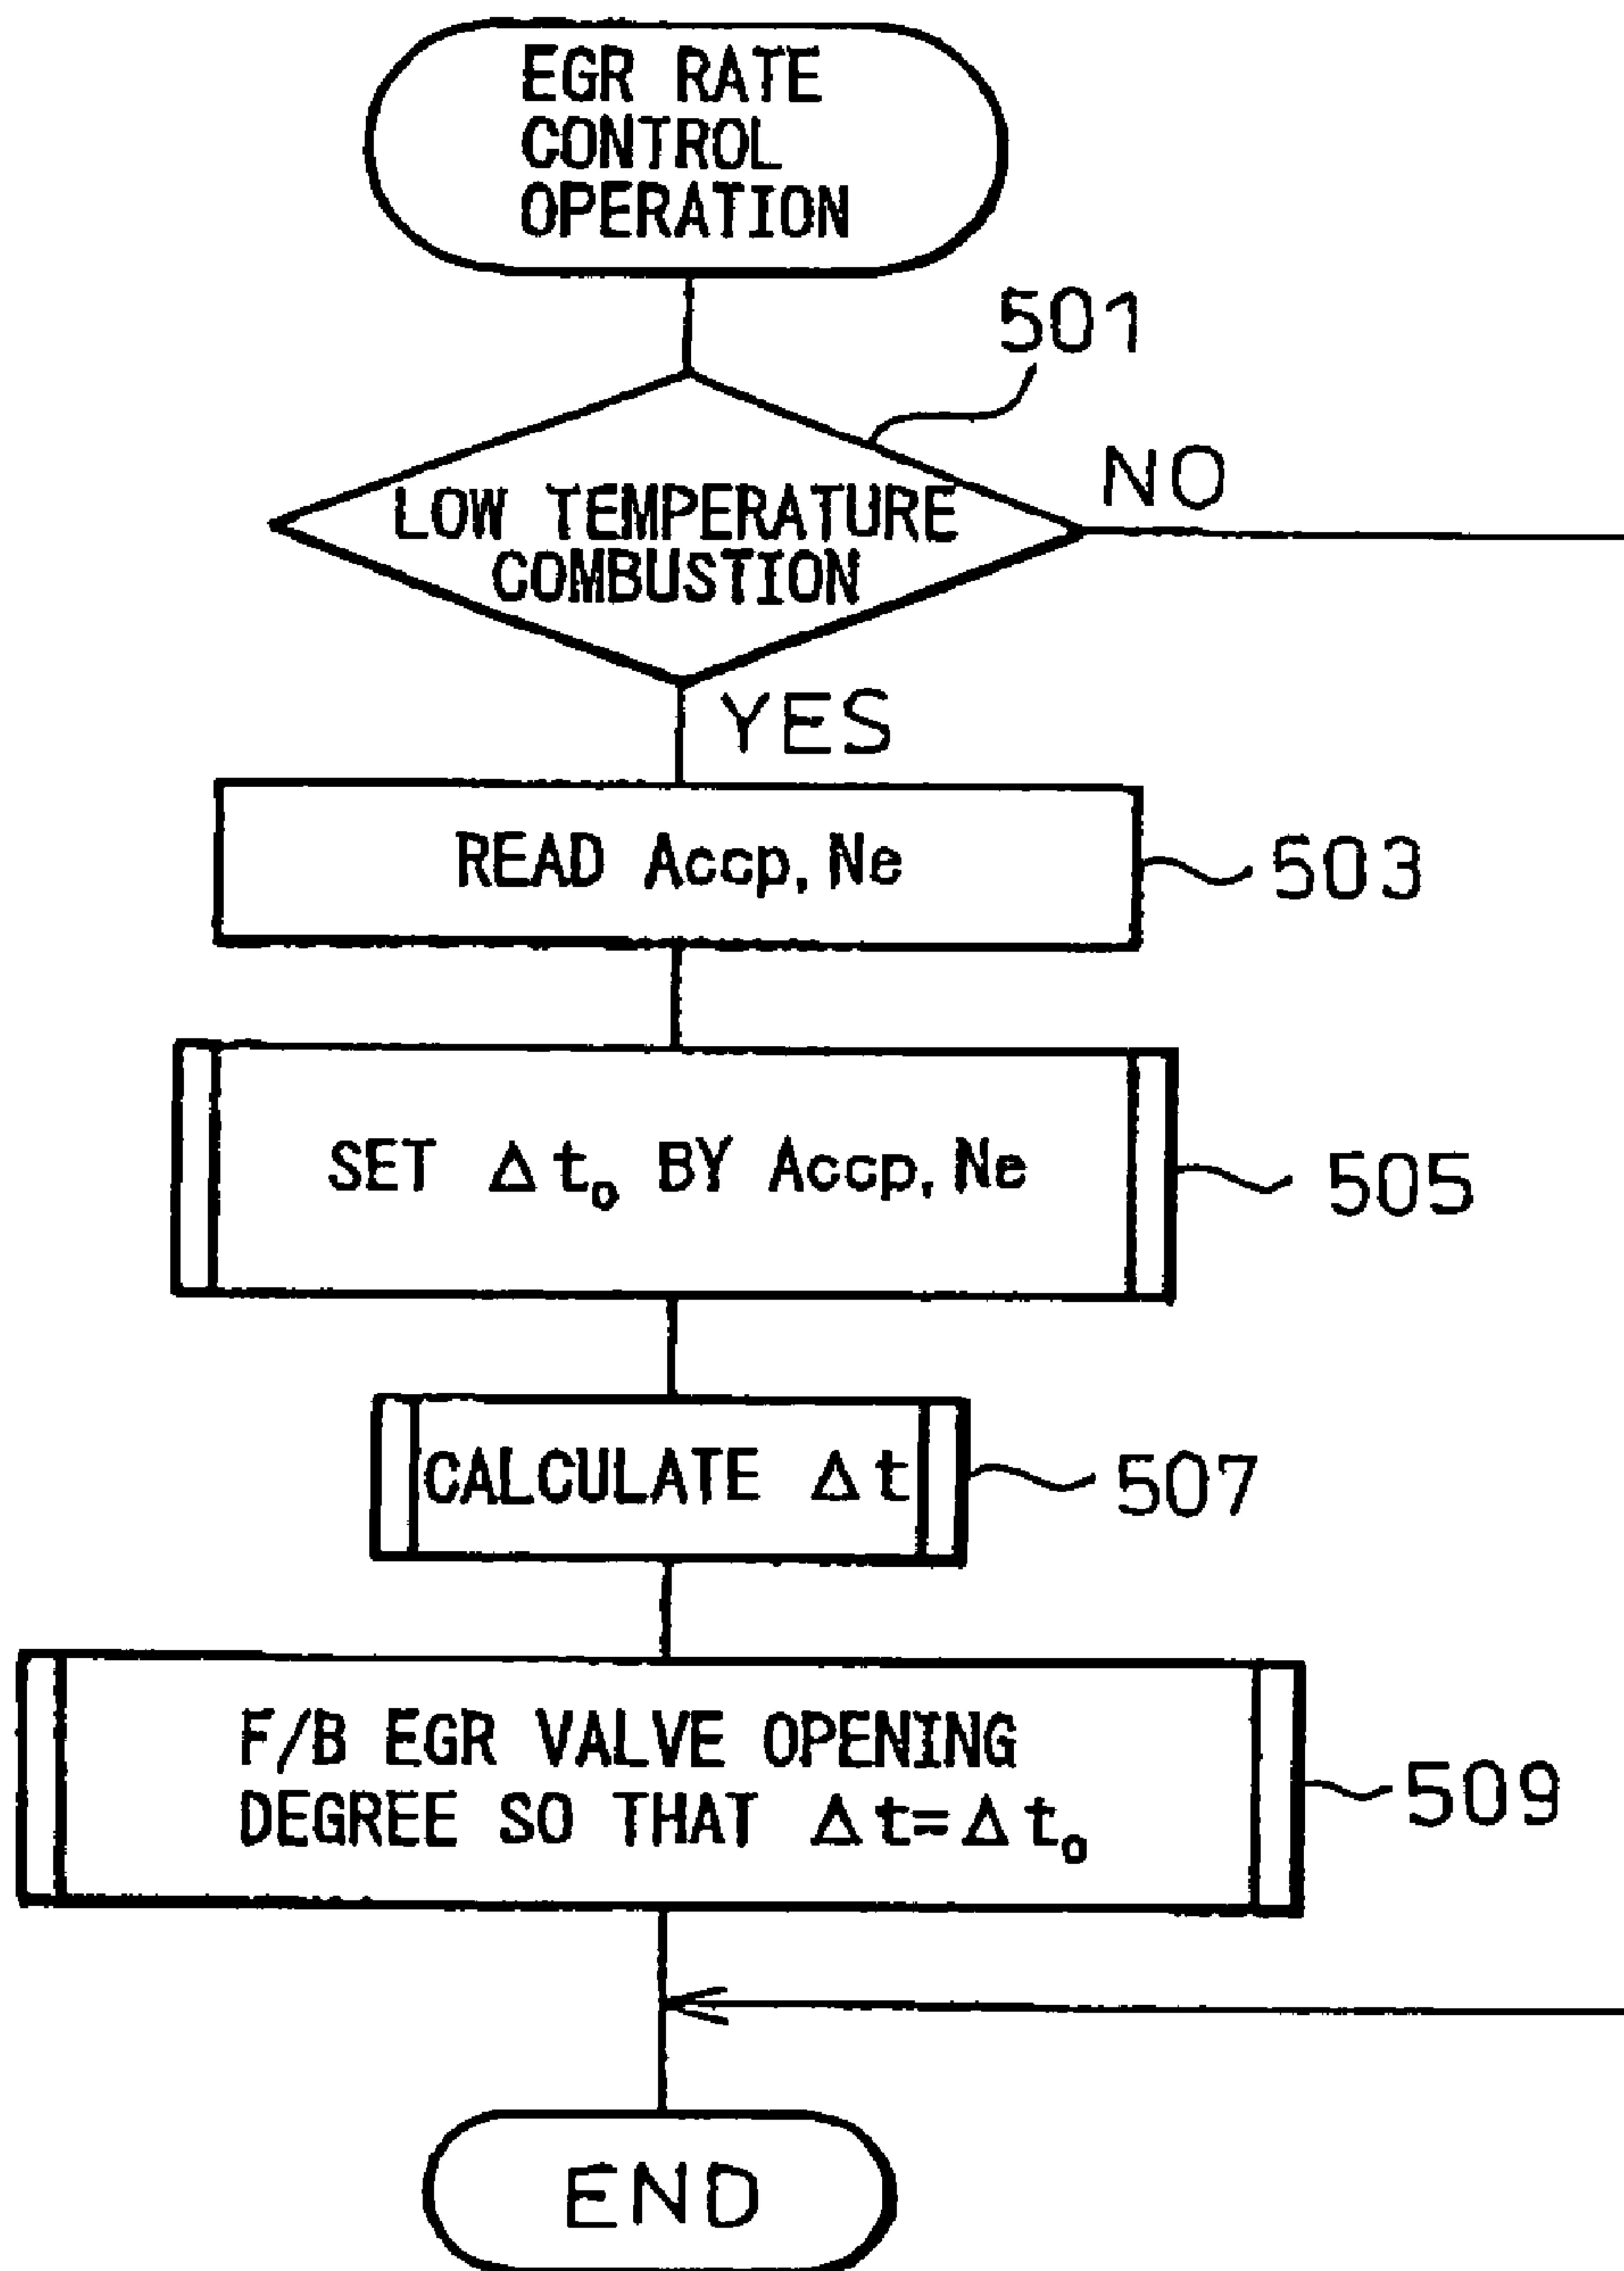 EGR RATE
CONTROL
OPERATION
501
NO
LOW TEMPERATURE
COMBUSTION
YES
READ Accp, Ne
503
SET Δt₀ BY Accp, Ne
505
CALCULATE Δt
507
F/B EGR VALVE OPENING
DEGREE SO THAT Δt=Δt₀
509
END